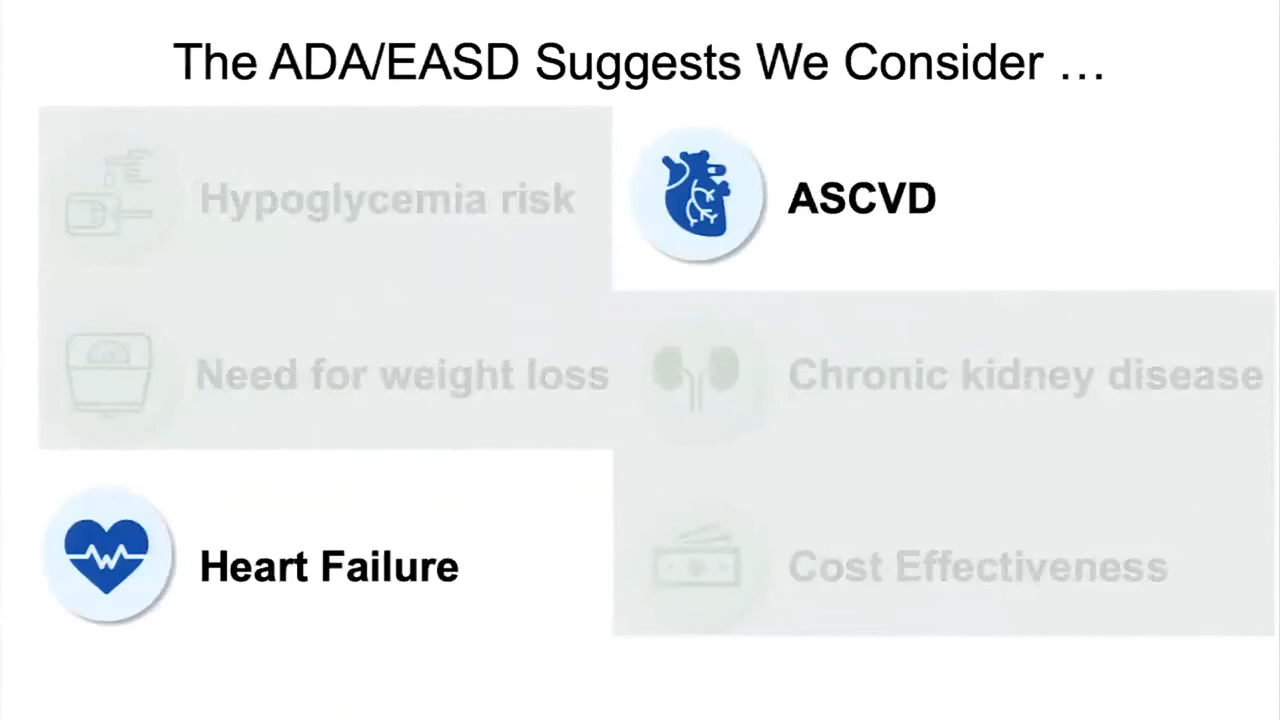 The ADA/EASD Suggests We Consider …
Hypoglycemia risk
ASCVD
Need for weight loss
Chronic kidney disease
Heart Failure
Cost Effectiveness